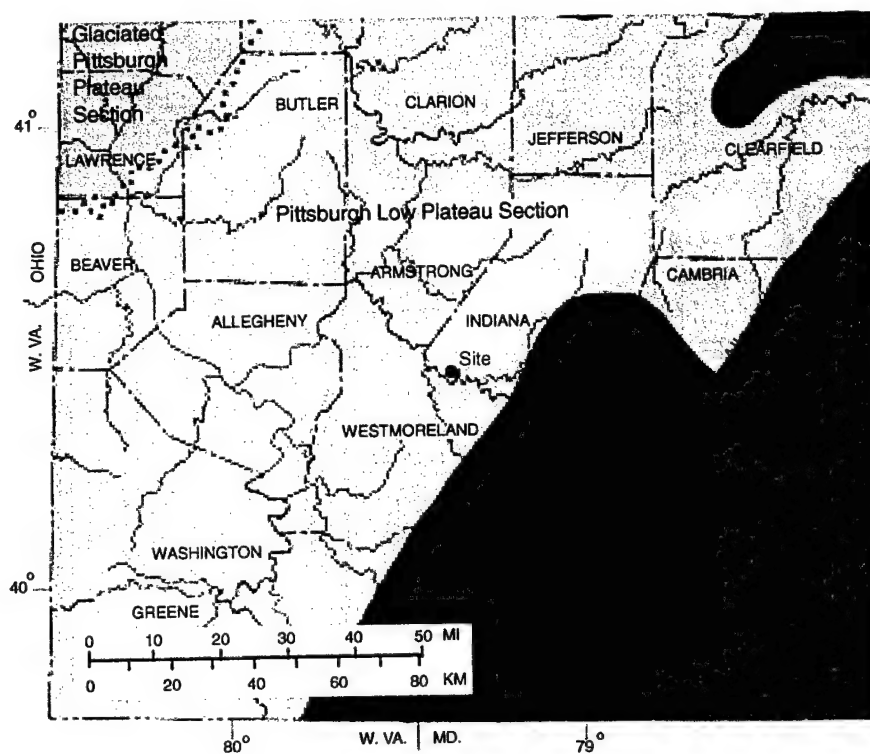 Glaciated
Pittsburgh
Plateau
Section
BUTLER
CLARION
41°
JEFFERSON
CLEARFIELD
LAWRENCE
Pittsburgh Low Plateau Section
OHIO
W. VA.
BEAVER
ARMSTRONG
CAMBRIA
ALLEGHENY
INDIANA
Site
WESTMORELAND
WASHINGTON
40°
GREENE
0 10 20 30 40 50 MI
0 20 40 60 80 KM
80° W. VA. MD. 79°